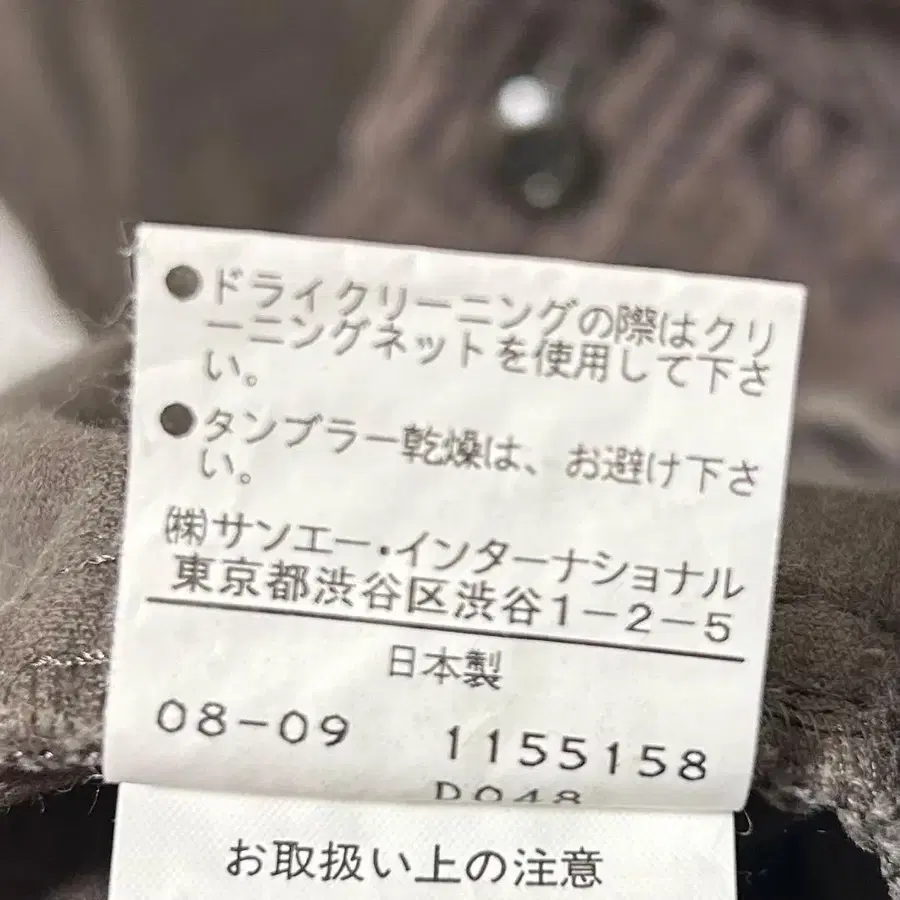 ●ドライクリーニングの際はクリ
ーニングネットを使用して下さ
い。
●タンブラー乾燥は、お避け下さ
い。
㈱サンエー・インターナショナル
東京都渋谷区渋谷1-2-5
日本製
08-09 1155158
D048
お取扱い上の注意